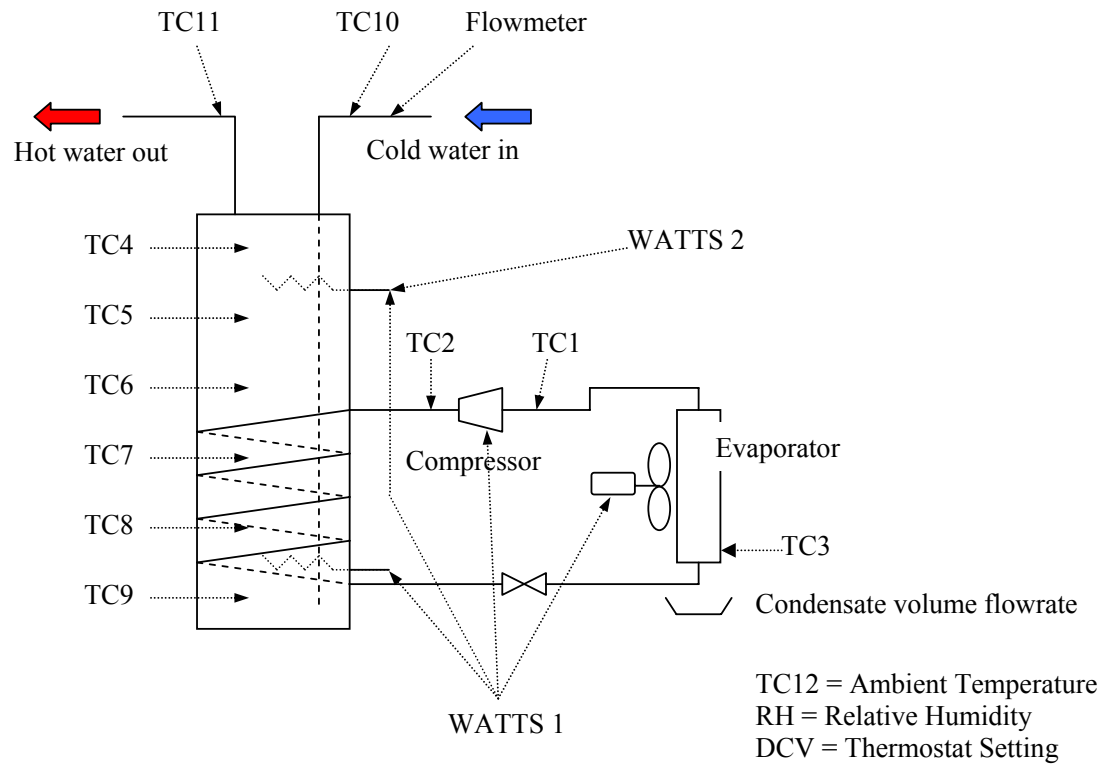 TC11
TC10
Flowmeter
Hot water out
Cold water in
TC4
WATTS 2
TC5
TC2
TC1
TC6
Evaporator
TC7
Compressor
TC8
TC3
TC9
Condensate volume flowrate
TC12 = Ambient Temperature
RH = Relative Humidity
WATTS 1
DCV = Thermostat Setting